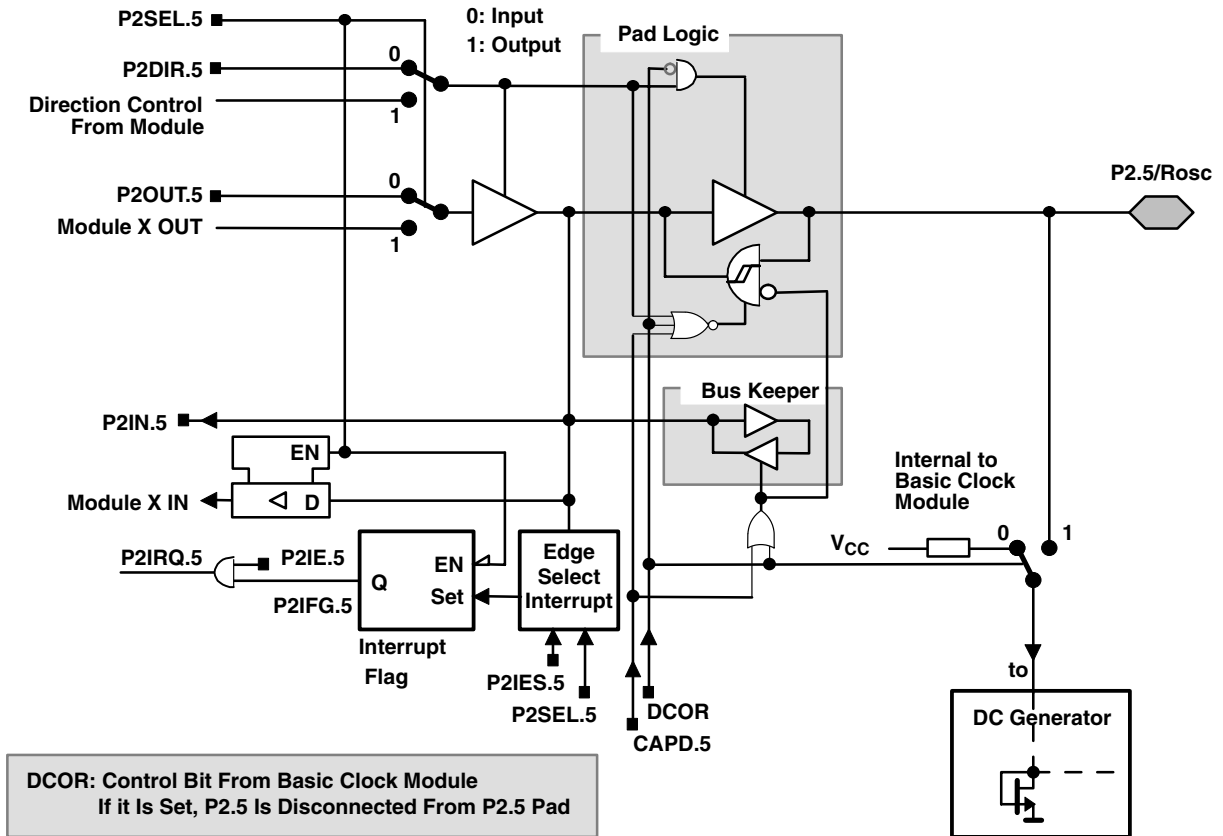 P2SEL.5
0: Input
1: Output
Pad Logic
P2DIR.5
0
Direction Control
From Module
1
P2OUT.5
0
Module X OUT
1
P2.5/Rosc
P2IN.5
Bus Keeper
EN
Module X IN
D
Internal to
Basic Clock
Module
VCC
0
1
P2IRQ.5
P2IE.5
P2IFG.5
Q
EN
Set
Interrupt
Flag
Edge
Select
Interrupt
P2IES.5
P2SEL.5
DCOR
CAPD.5
to
DC Generator
DCOR: Control Bit From Basic Clock Module
If it Is Set, P2.5 Is Disconnected From P2.5 Pad